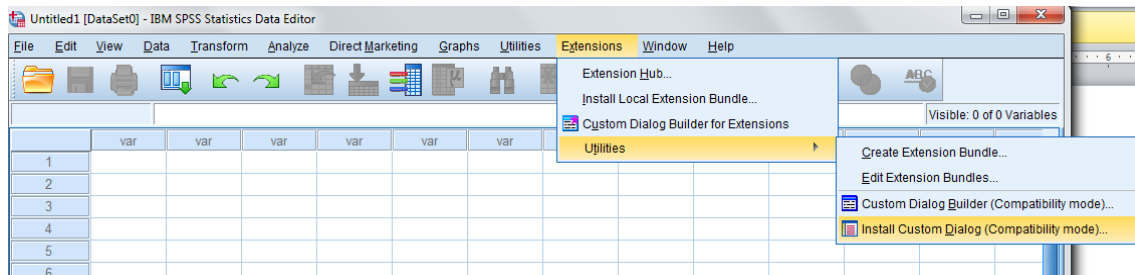 Untitled1 [DataSet0] - IBM SPSS Statistics Data Editor
File Edit View Data Transform Analyze Direct Marketing Graphs Utilities Extensions Window Help
6
Extension Hub...
ABC
Install Local Extension Bundle...
Visible: 0 of 0 Variables
Custom Dialog Builder for Extensions
var var var var var var
Utilities
1
Create Extension Bundle...
2
Edit Extension Bundles...
3
Custom Dialog Builder (Compatibility mode)...
4
Install Custom Dialog (Compatibility mode)...
5
6